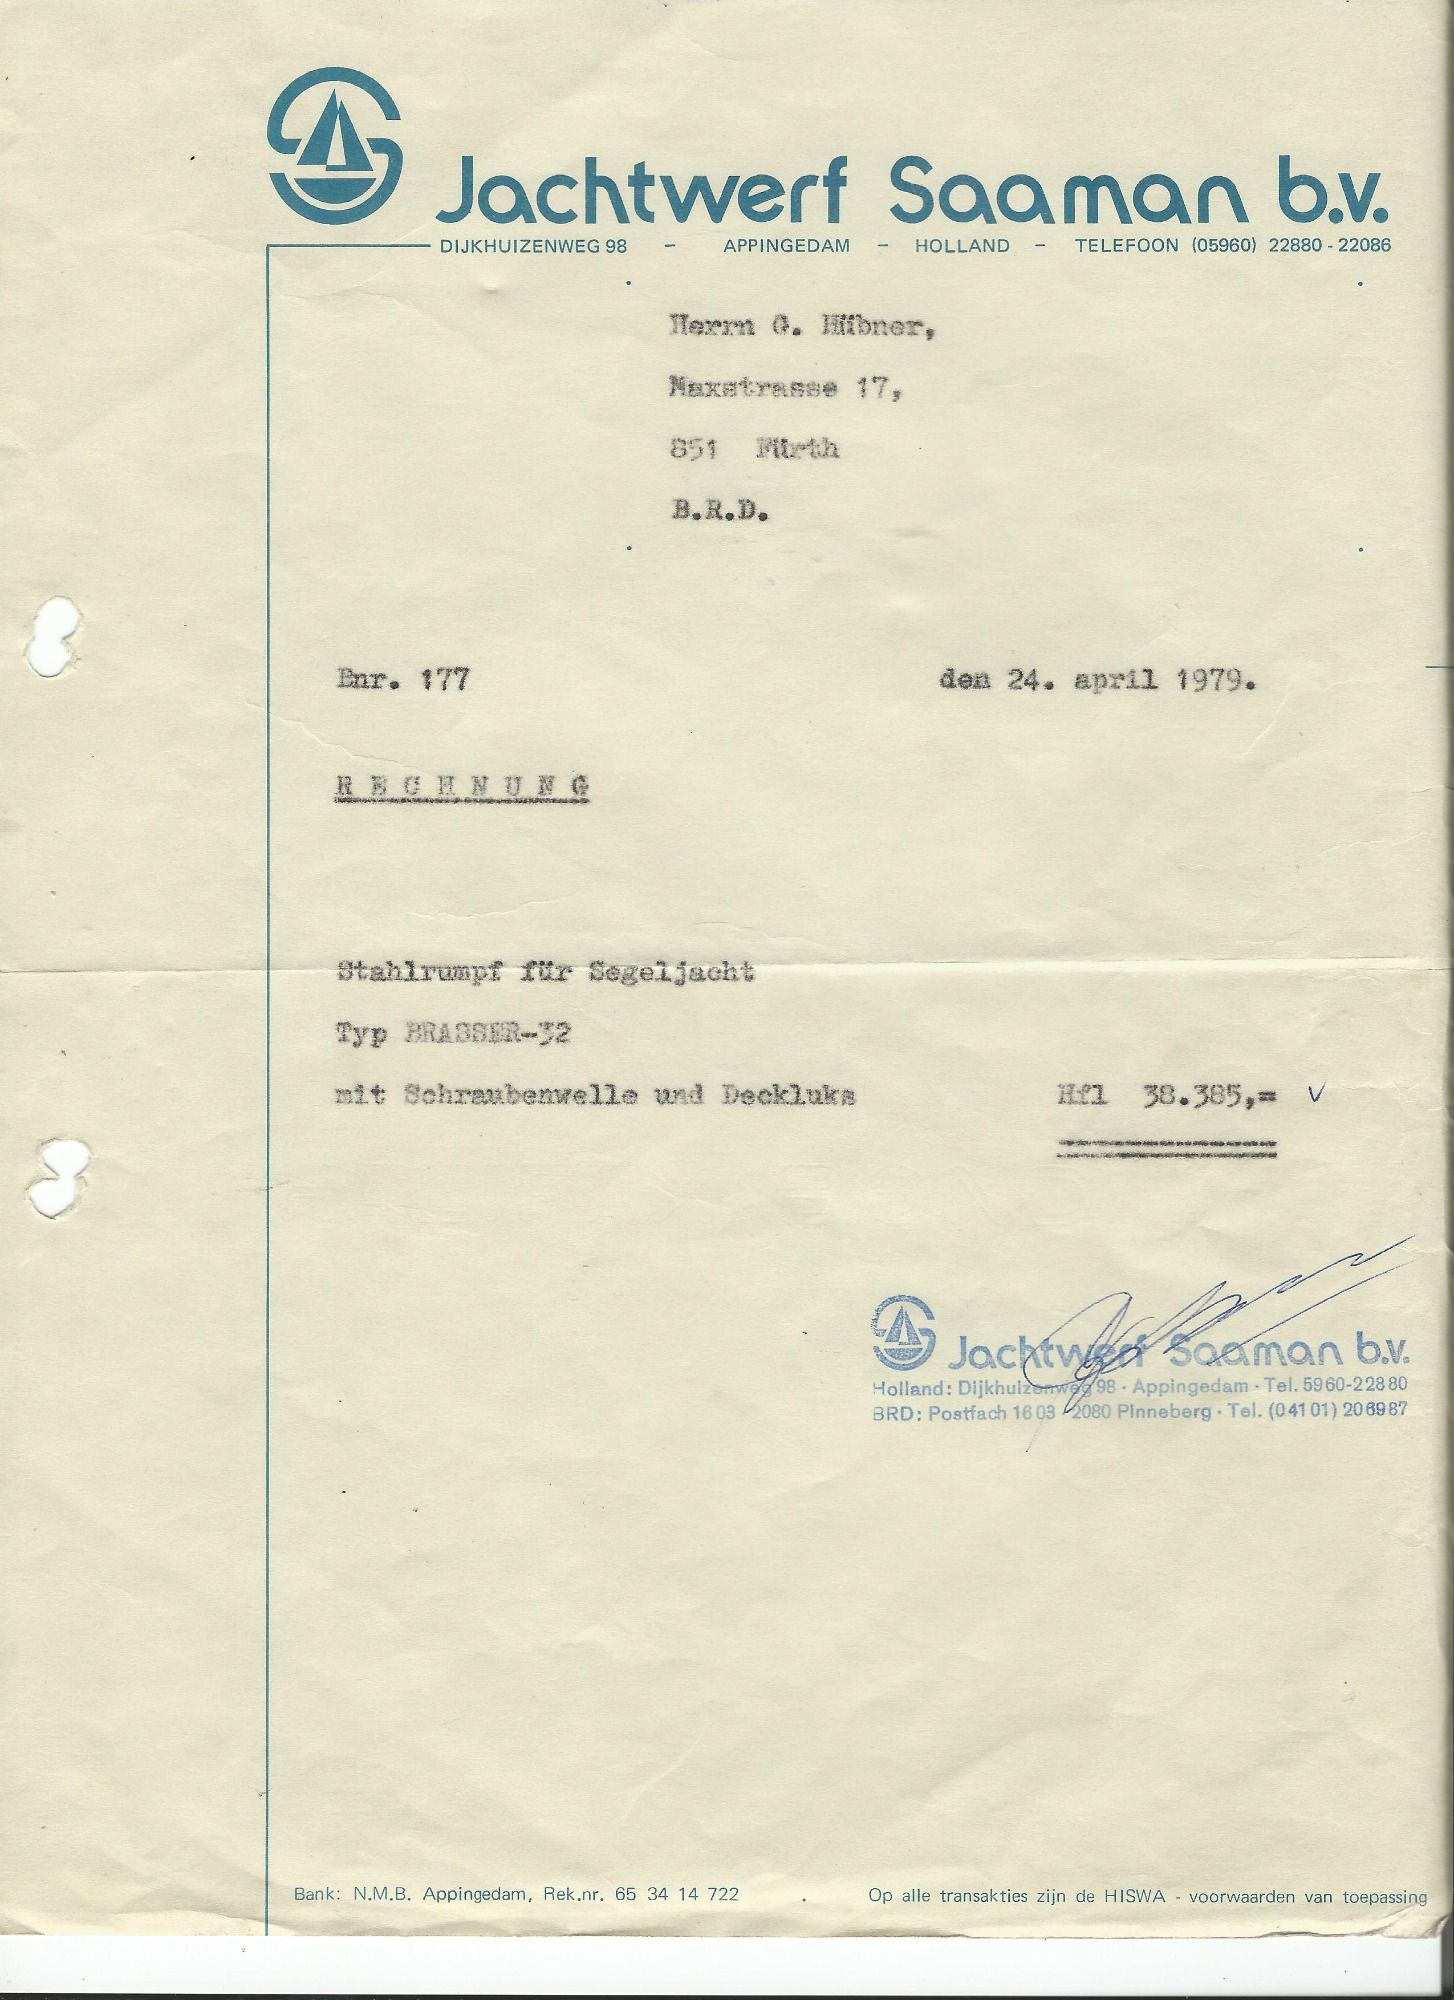 Jachtwerf Saaman b.v.
DIJKHUIZENWEG 98 - APPINGEDAM - HOLLAND - TELEFOON (05960) 22880 - 22086
Herrn G. Hübner,
Maxstrasse 17,
851 Fürth
B.R.D.
Enr. 177 den 24. april 1979.
R E C H N U N G
Stahlrumpf für Segeljacht
Typ BRASSER-32
mit Schraubenwelle und Deckluks Hfl 38.385,= v
Jachtwerf Saaman b.v.
Holland: Dijkhuizenweg 98 · Appingedam · Tel. 5960-22880
BRD: Postfach 1603 · 2080 Pinneberg · Tel. (04101) 206987
Bank: N.M.B. Appingedam, Rek.nr. 65 34 14 722 . Op alle transakties zijn de HISWA - voorwaarden van toepassing